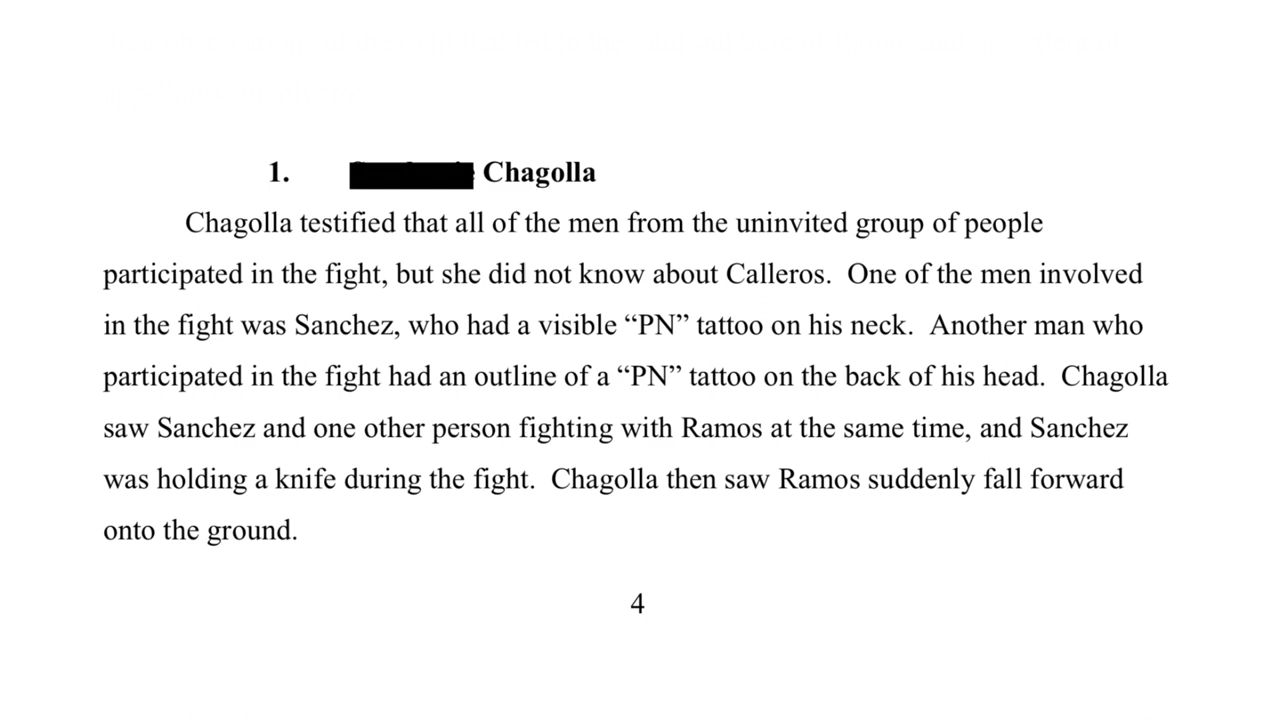 1. Chagolla
Chagolla testified that all of the men from the uninvited group of people
participated in the fight, but she did not know about Calleros. One of the men involved
in the fight was Sanchez, who had a visible “PN” tattoo on his neck. Another man who
participated in the fight had an outline of a “PN” tattoo on the back of his head. Chagolla
saw Sanchez and one other person fighting with Ramos at the same time, and Sanchez
was holding a knife during the fight. Chagolla then saw Ramos suddenly fall forward
onto the ground.
4